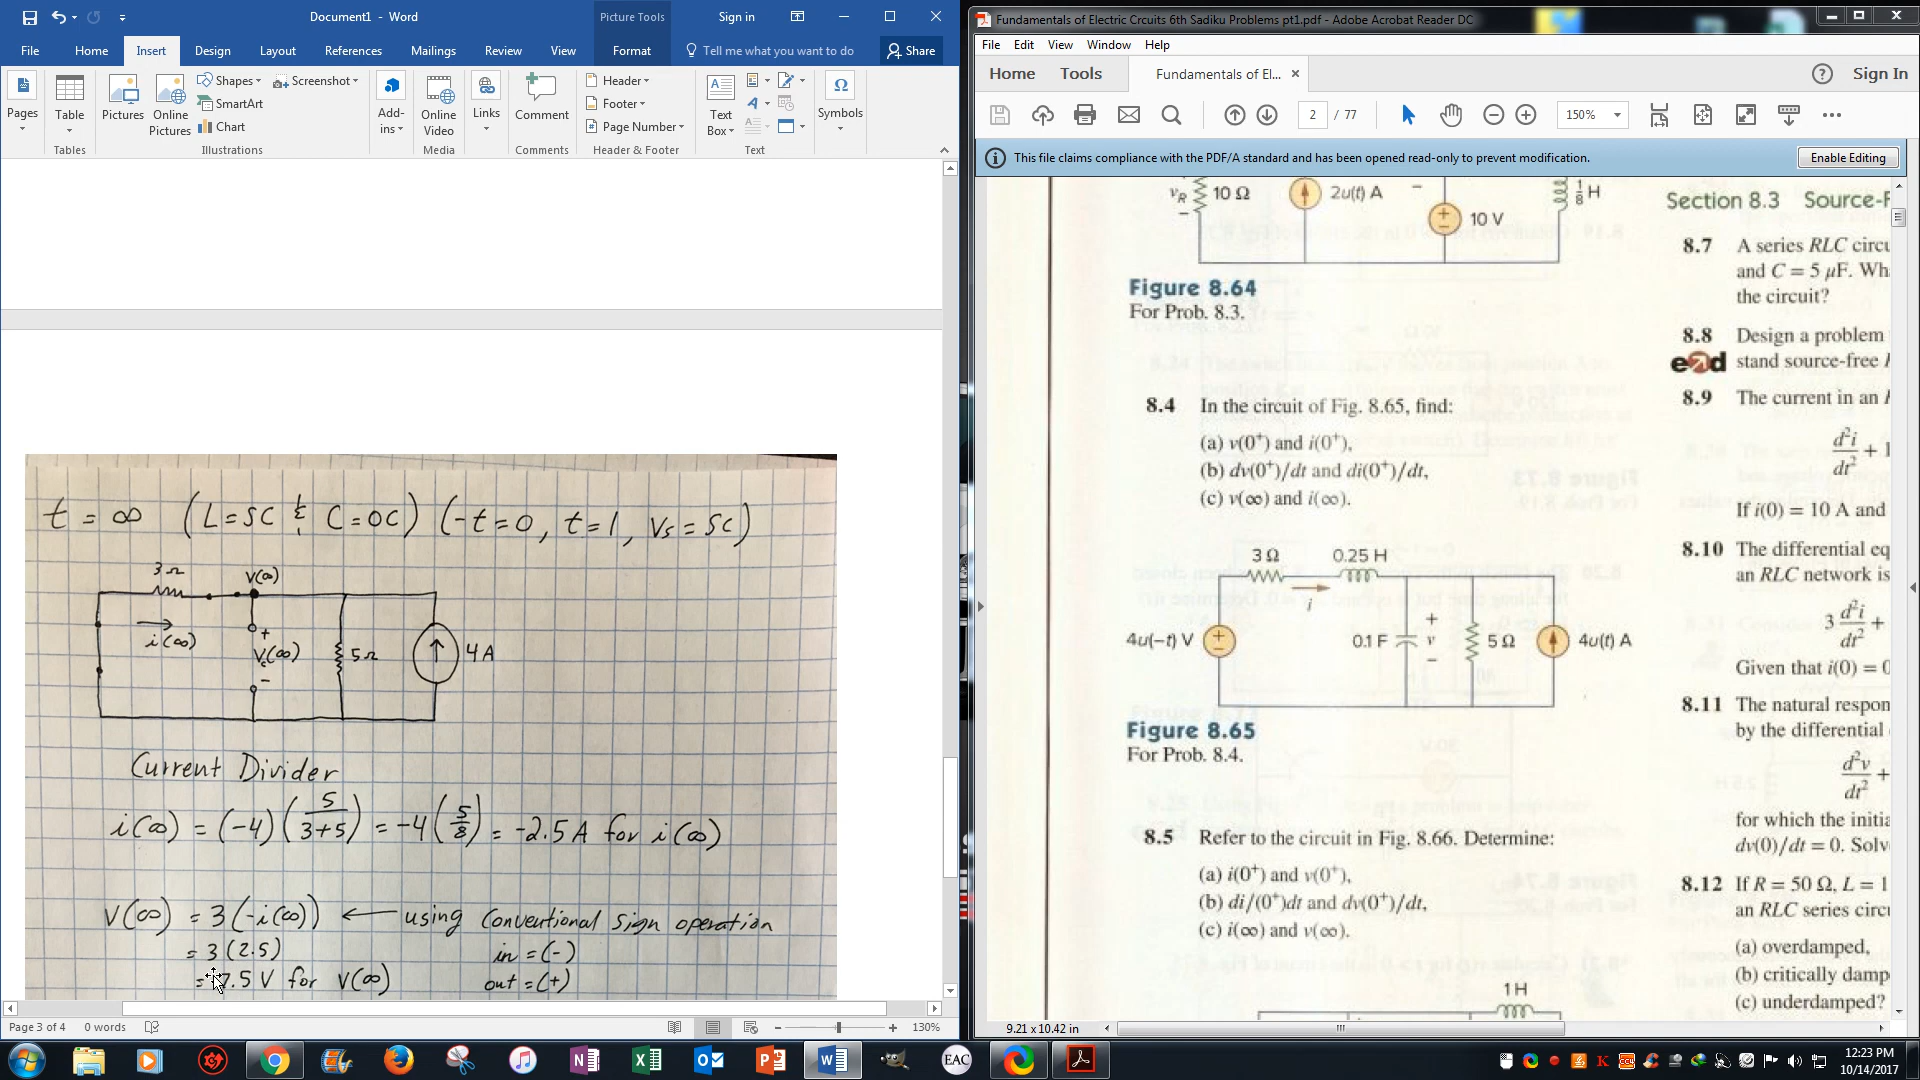 Document1 - Word
Picture Tools
Sign in
File
Home
Insert
Design
Layout
References
Mailings
Review
View
Format
Tell me what you want to do
Share
Pages
Table
Pictures
Online Pictures
Shapes
SmartArt
Chart
Screenshot
Add-ins
Online Video
Links
Comment
Header
Footer
Page Number
Text Box
Symbols
Tables
Illustrations
Media
Comments
Header & Footer
Text
t = ∞ (L=SC & C=OC) (-t=0, t=1, Vs=SC)
3Ω
V(∞)
i(∞)
+
Vc(∞)
-
5Ω
4A
Current Divider
i(∞) = (-4)(5/(3+5)) = -4(5/8) = -2.5 A for i(∞)
V(∞) = 3(-i(∞)) ← using Conventional Sign operation
= 3(2.5)
in = (-)
7.5 V for V(∞)
out = (+)
Page 3 of 4
0 words
130%
Fundamentals of Electric Crcuits 6th Sadiku Problems pt1.pdf - Adobe Acrobat Reader DC
File Edit View Window Help
Home
Tools
Fundamentals of El...
Sign In
2 / 77
150%
This file claims compliance with the PDF/A standard and has been opened read-only to prevent modification.
Enable Editing
vR
10 Ω
2u(t) A
10 V
1/8 H
Figure 8.64
For Prob. 8.3.
8.4 In the circuit of Fig. 8.65, find:
(a) v(0+) and i(0+),
(b) dv(0+)/dt and di(0+)/dt,
(c) v(∞) and i(∞).
3 Ω
0.25 H
i
4u(-t) V
0.1 F
+
v
-
5 Ω
4u(t) A
Figure 8.65
For Prob. 8.4.
8.5 Refer to the circuit in Fig. 8.66. Determine:
(a) i(0+) and v(0+),
(b) di/(0+)dt and dv(0+)/dt,
(c) i(∞) and v(∞).
1 H
Section 8.3 Source-F
8.7 A series RLC circu
and C = 5 μF. Wh
the circuit?
8.8 Design a problem
stand source-free
8.9 The current in an
d²i/dt² + 1
If i(0) = 10 A and
8.10 The differential eq
an RLC network is
3 d²i/dt² +
Given that i(0) = 0
8.11 The natural respon
by the differential
d²v/dt² +
for which the initia
dv(0)/dt = 0. Solv
8.12 If R = 50 Ω, L = 1
an RLC series circu
(a) overdamped,
(b) critically damp
(c) underdamped?
9.21 x 10.42 in
EAC
12:23 PM
10/14/2017